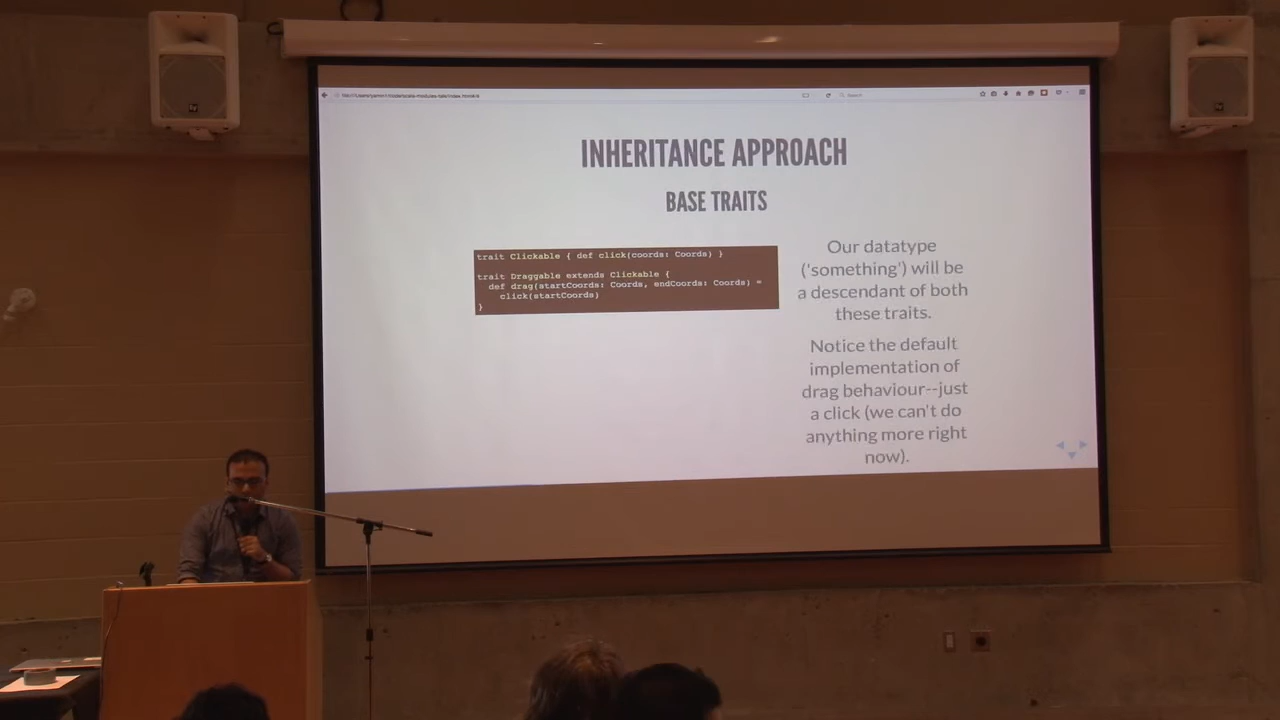 INHERITANCE APPROACH
BASE TRAITS
trait Clickable { def click(coords: Coords) }
trait Draggable extends Clickable {
def drag(startCoords: Coords, endCoords: Coords) =
click(startCoords)
}
Our datatype
('something') will be
a descendant of both
these traits.
Notice the default
implementation of
drag behaviour--just
a click (we can't do
anything more right
now).
Search